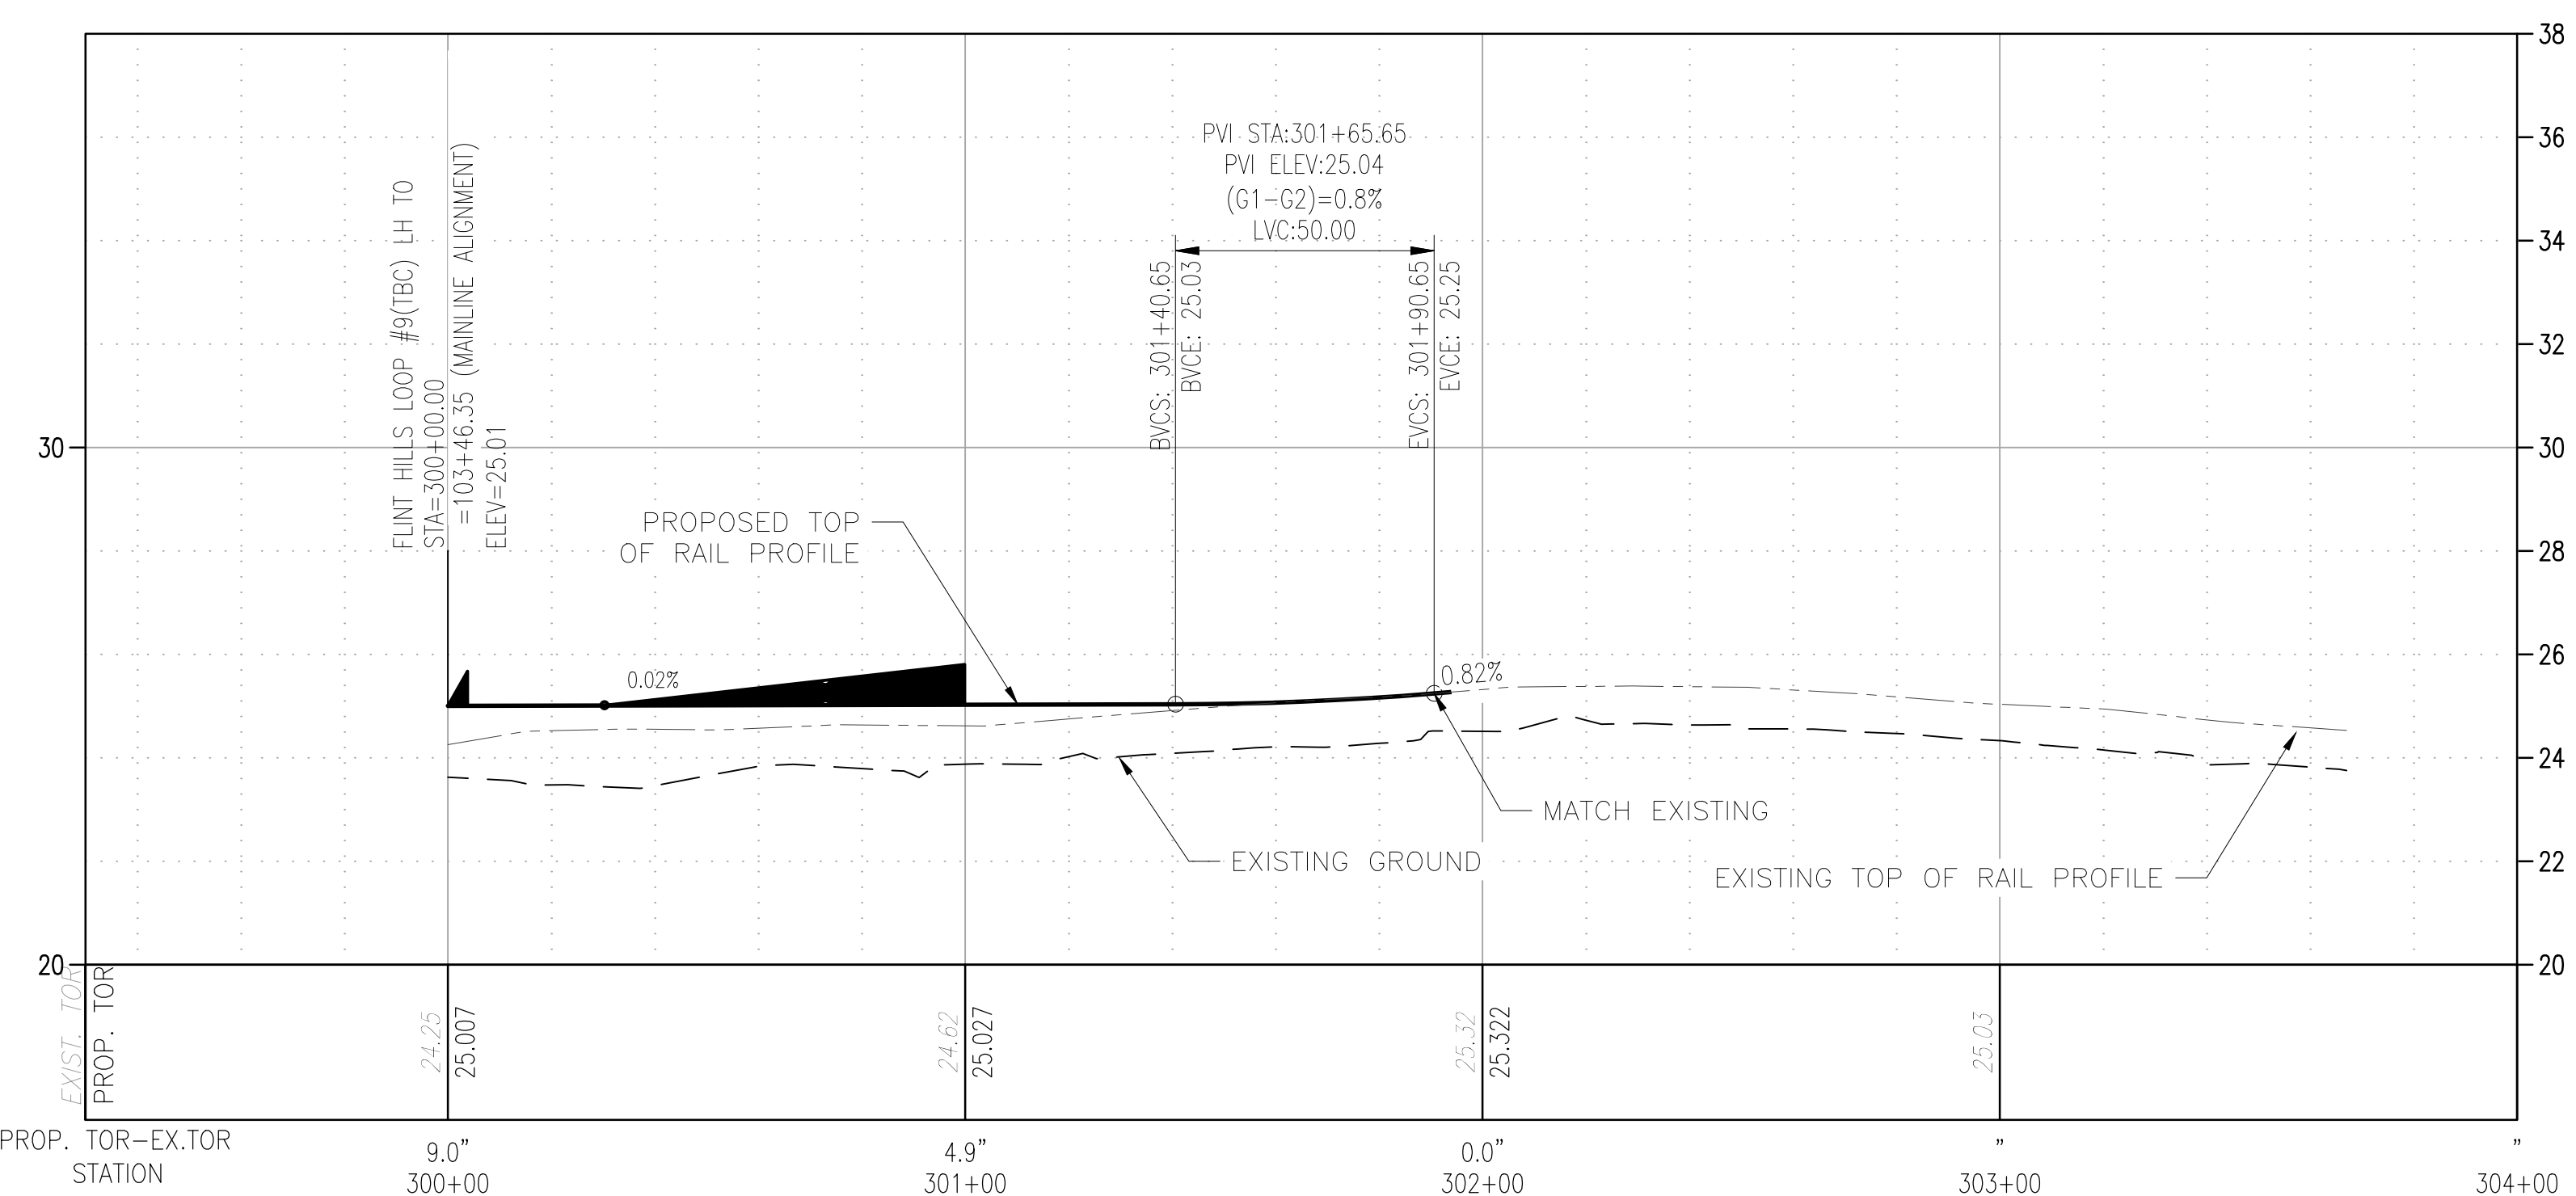 38
36
34
32
30
28
26
24
22
20
30
20
PVI STA:301+65.65
PVI ELEV:25.04
(G1-G2)=0.8%
LVC:50.00
FLINT HILLS LOOP #9(TBC) LH TO
STA=300+00.00
=103+46.35 (MAINLINE ALIGNMENT)
ELEV=25.01
BVCS: 301+40.65
BVCE: 25.03
EVCS: 301+90.65
EVCE: 25.25
PROPOSED TOP
OF RAIL PROFILE
0.02%
0.82%
MATCH EXISTING
EXISTING GROUND
EXISTING TOP OF RAIL PROFILE
EXIST. TOR
PROP. TOR
24.25
25.007
24.62
25.027
25.32
25.322
25.03
PROP. TOR-EX.TOR
9.0”
4.9”
0.0”
”
”
STATION
300+00
301+00
302+00
303+00
304+00